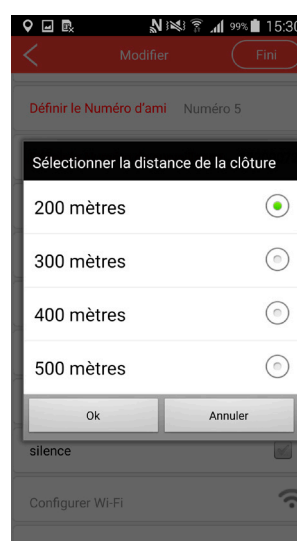 99% 15:30
Modifier Fini
Définir le Numéro d'ami Numéro 5
Sélectionner la distance de la clôture
200 mètres
300 mètres
400 mètres
500 mètres
Ok Annuler
silence
Configurer Wi-Fi